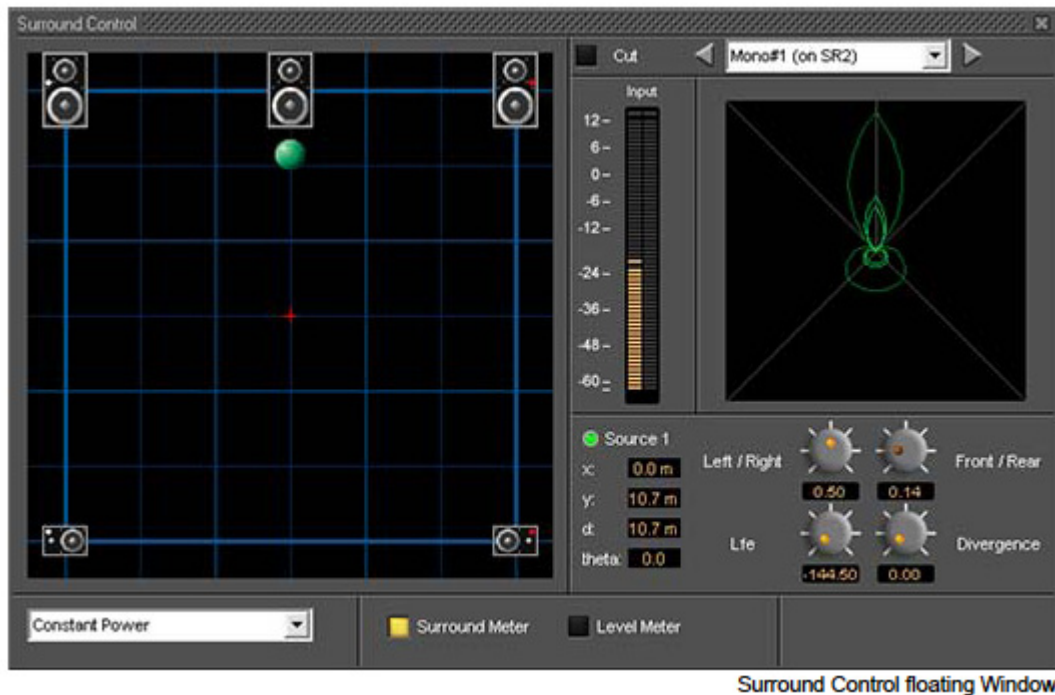 Surround Control
Cut
Mono#1 (on SR2)
Input
12
6
0
-6
-12
-24
-36
-48
-60
Source 1
x: 0.0 m
y: 10.7 m
d: 10.7 m
theta: 0.0
Left / Right
0.50
0.14
Front / Rear
Lfe
-144.50
0.00
Divergence
Constant Power
Surround Meter
Level Meter
Surround Control floating Window